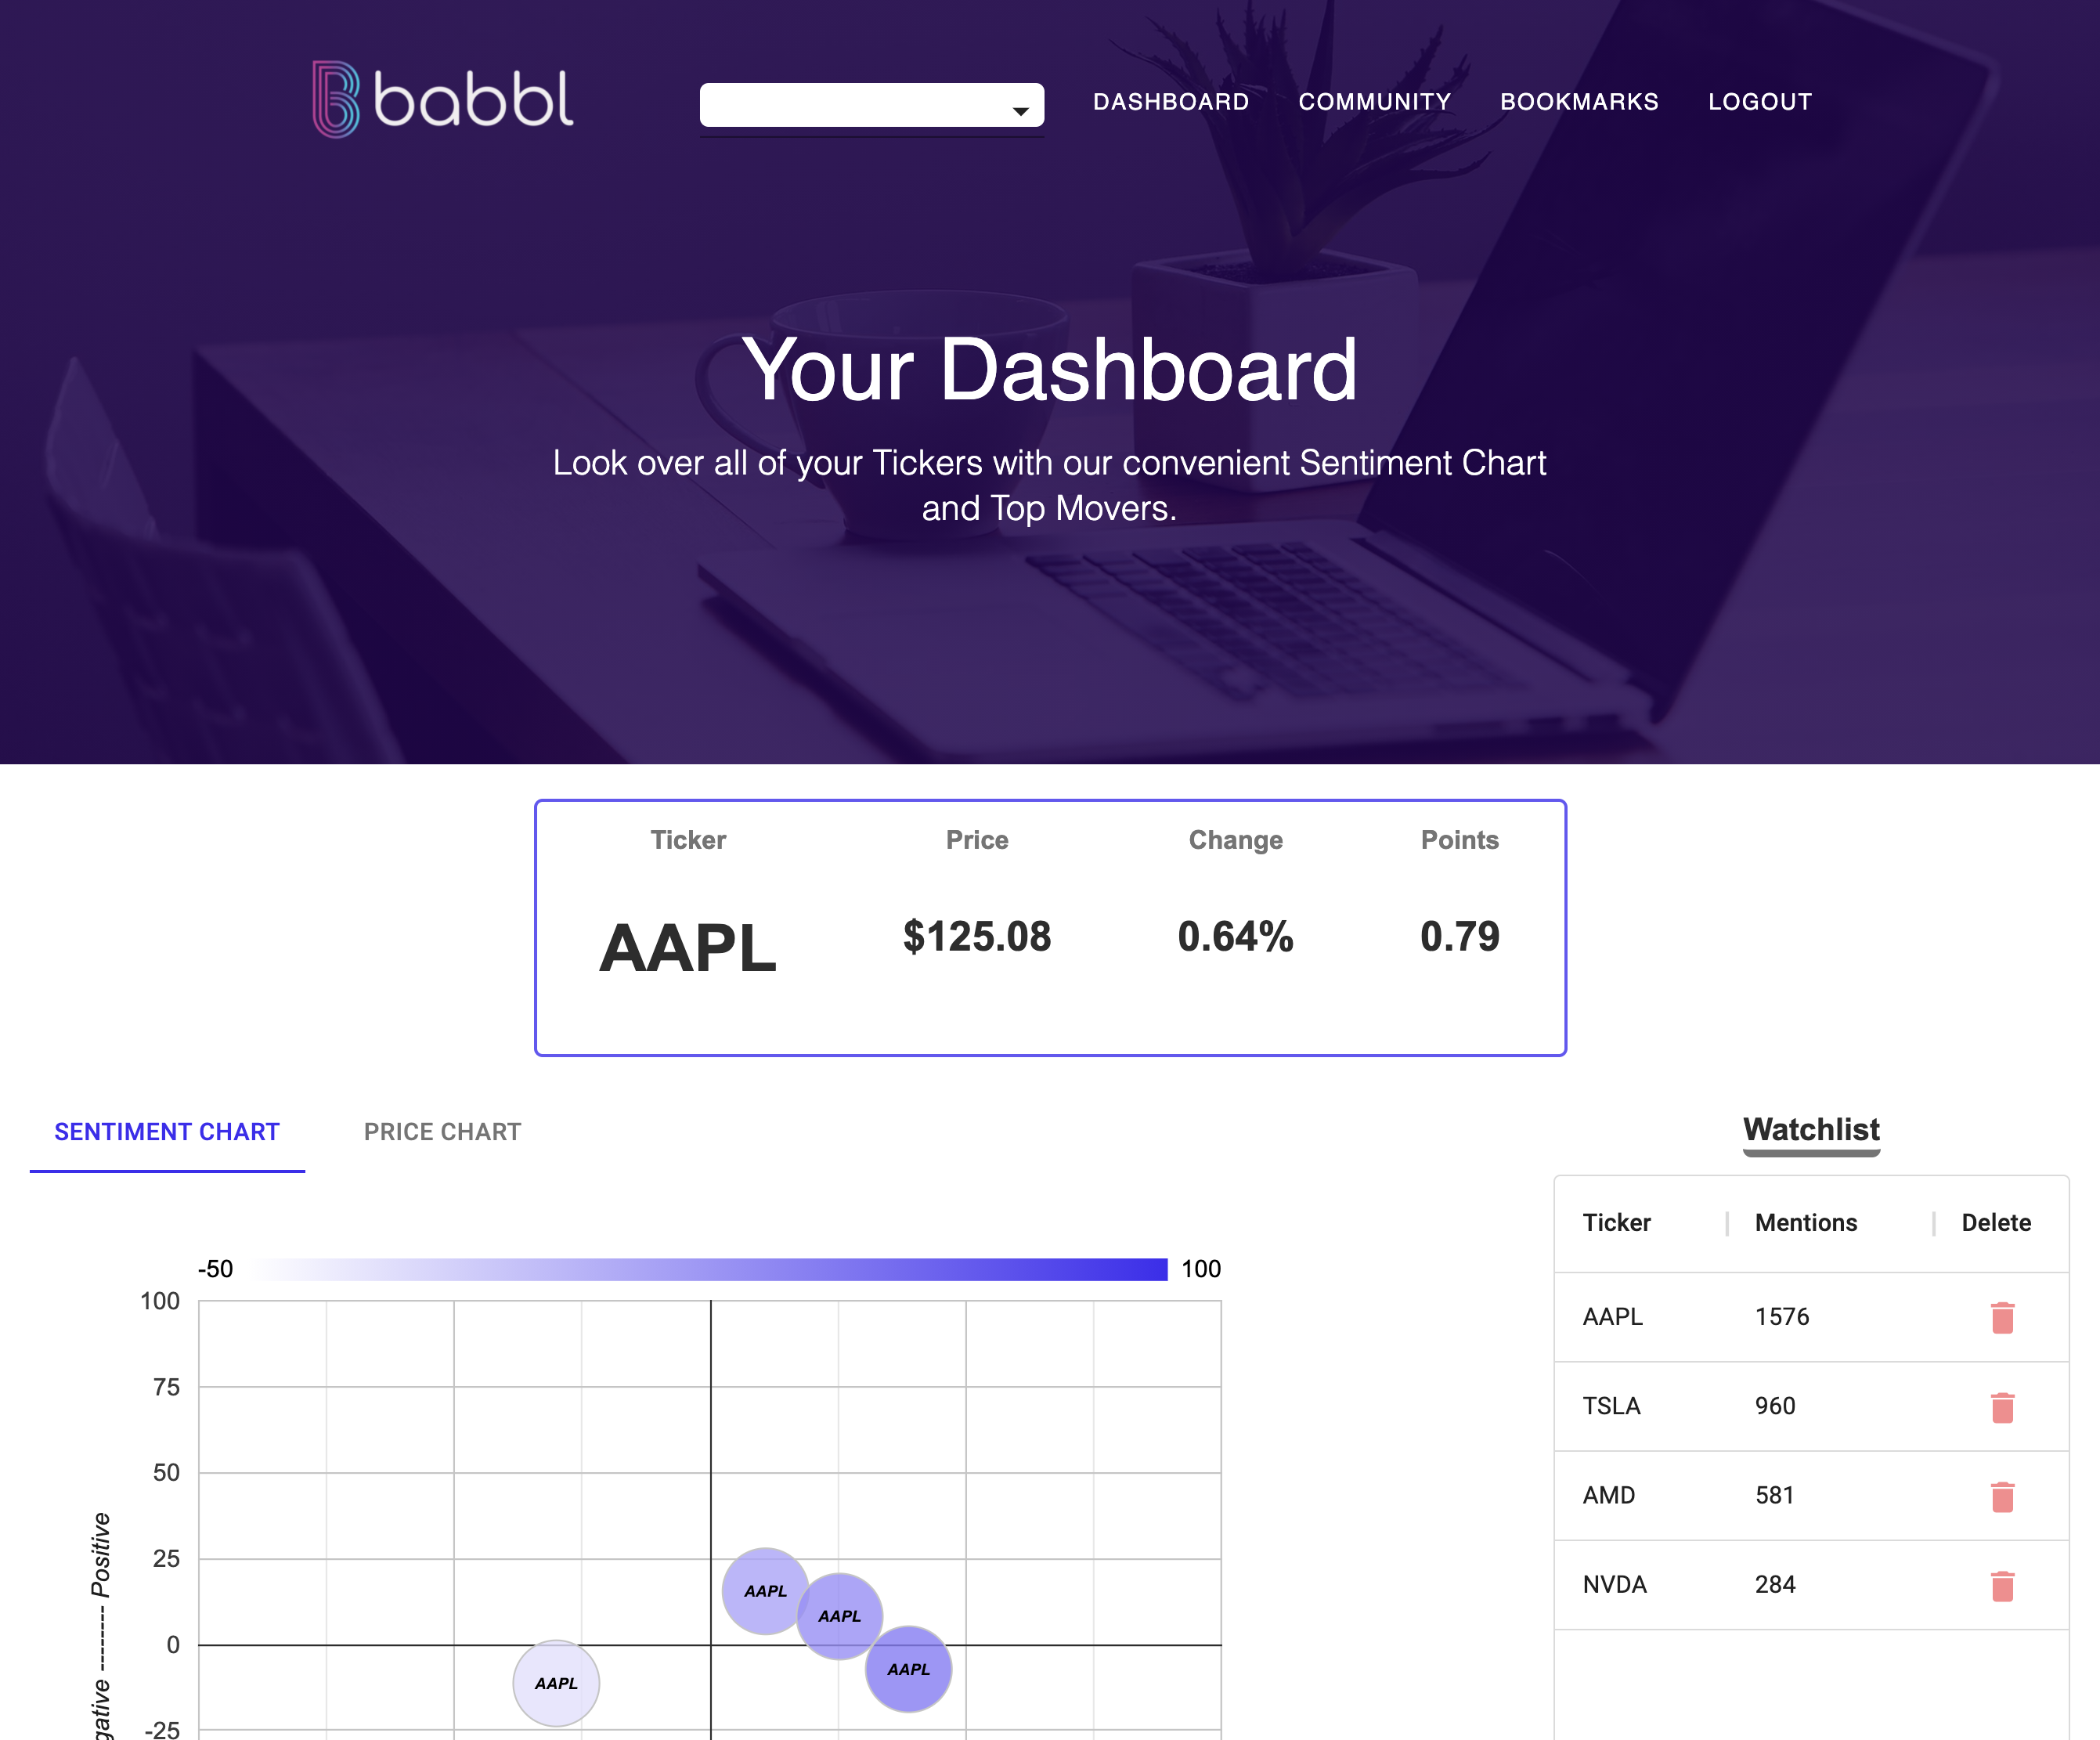 babbl
DASHBOARD COMMUNITY BOOKMARKS LOGOUT
Your Dashboard
Look over all of your Tickers with our convenient Sentiment Chart
and Top Movers.
Ticker Price Change Points
AAPL $125.08 0.64% 0.79
SENTIMENT CHART PRICE CHART
-50 100
100
75
50
25
0
-25
gative --------- Positive
AAPL
AAPL
AAPL
AAPL
Watchlist
Ticker Mentions Delete
AAPL 1576
TSLA 960
AMD 581
NVDA 284